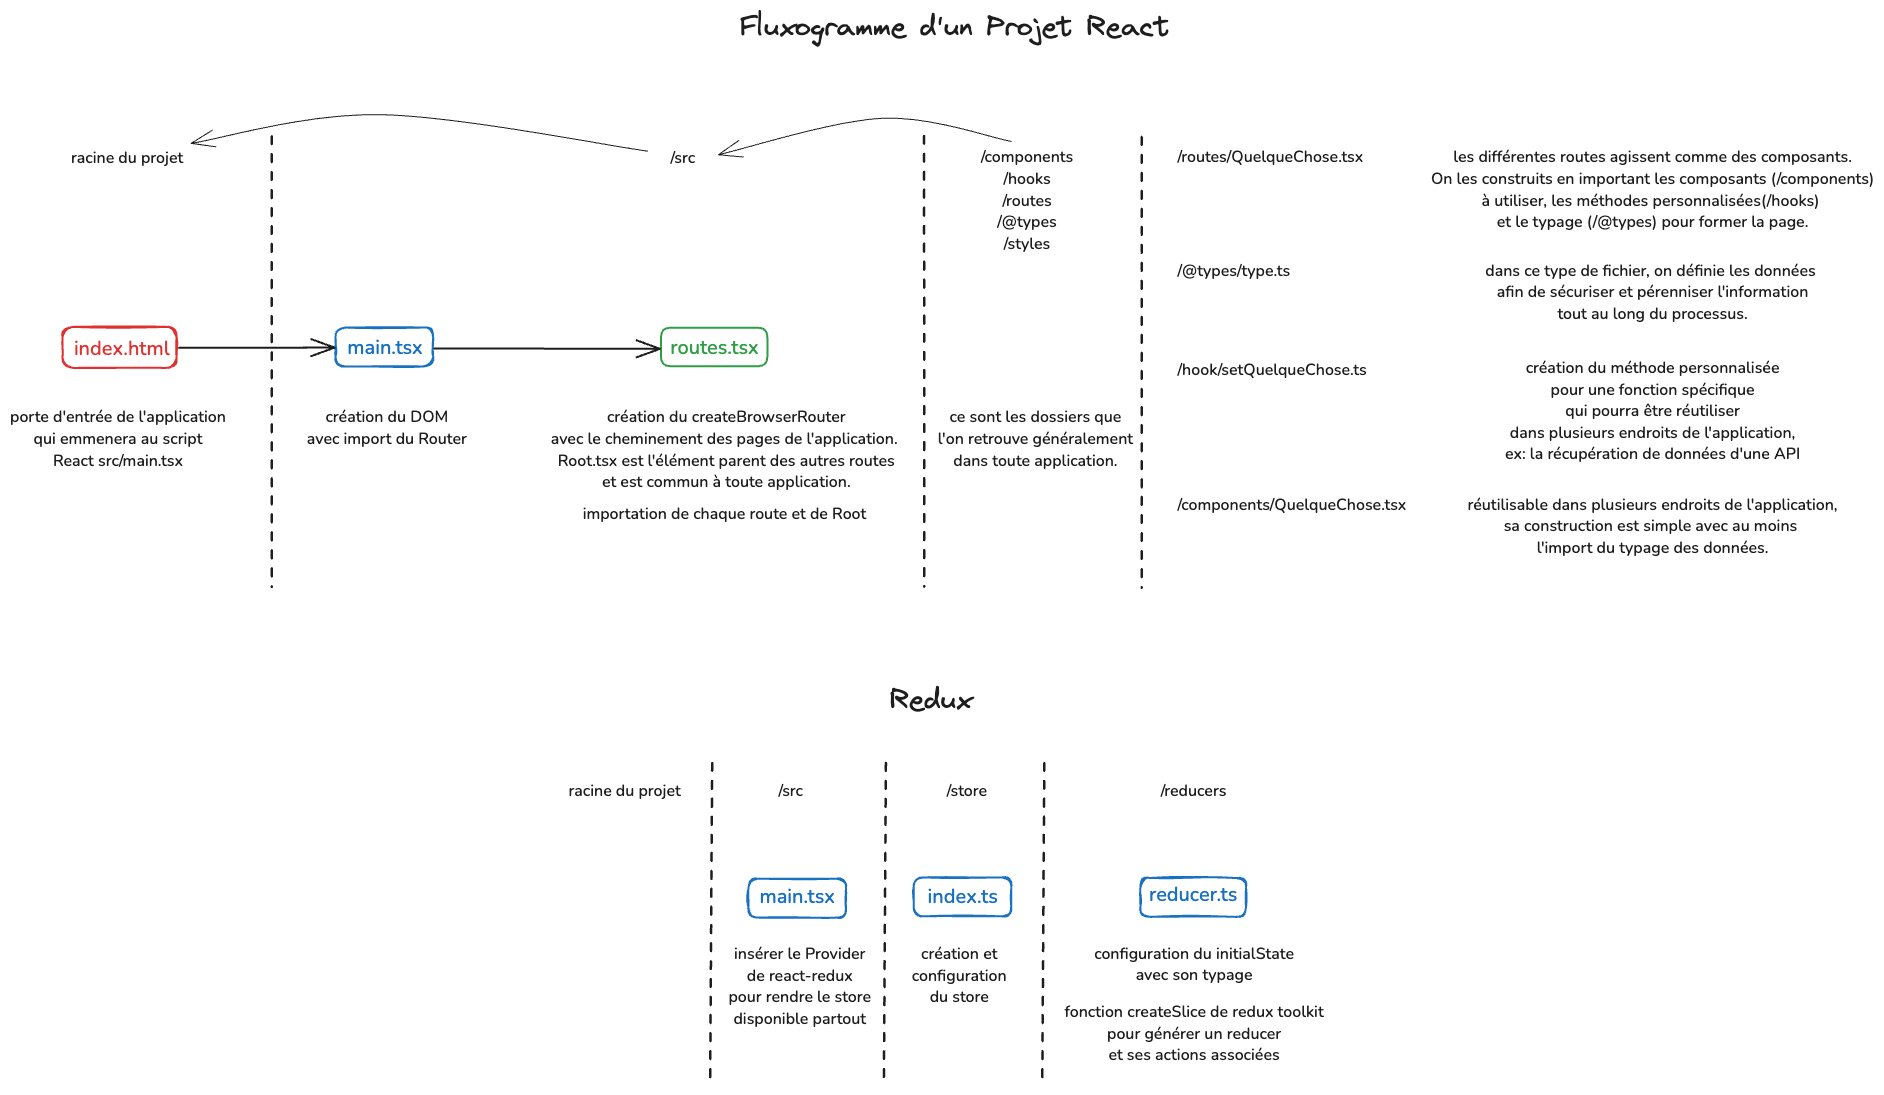 Fluxogramme d'un Projet React
racine du projet
/src
/components
/hooks
/routes
/@types
/styles
/routes/QuelqueChose.tsx
les différentes routes agissent comme des composants.
On les construits en important les composants (/components)
à utiliser, les méthodes personnalisées(/hooks)
et le typage (/@types) pour former la page.
/@types/type.ts
dans ce type de fichier, on définie les données
afin de sécuriser et pérenniser l'information
tout au long du processus.
index.html
main.tsx
routes.tsx
/hook/setQuelqueChose.ts
création du méthode personnalisée
pour une fonction spécifique
qui pourra être réutiliser
dans plusieurs endroits de l'application,
ex: la récupération de données d'une API
porte d'entrée de l'application
qui emmenera au script
React src/main.tsx
création du DOM
avec import du Router
création du createBrowserRouter
avec le cheminement des pages de l'application.
Root.tsx est l'élément parent des autres routes
et est commun à toute application.
importation de chaque route et de Root
ce sont les dossiers que
l'on retrouve généralement
dans toute application.
/components/QuelqueChose.tsx
réutilisable dans plusieurs endroits de l'application,
sa construction est simple avec au moins
l'import du typage des données.
Redux
racine du projet
/src
/store
/reducers
main.tsx
index.ts
reducer.ts
insérer le Provider
de react-redux
pour rendre le store
disponible partout
création et
configuration
du store
configuration du initialState
avec son typage
fonction createSlice de redux toolkit
pour générer un reducer
et ses actions associées